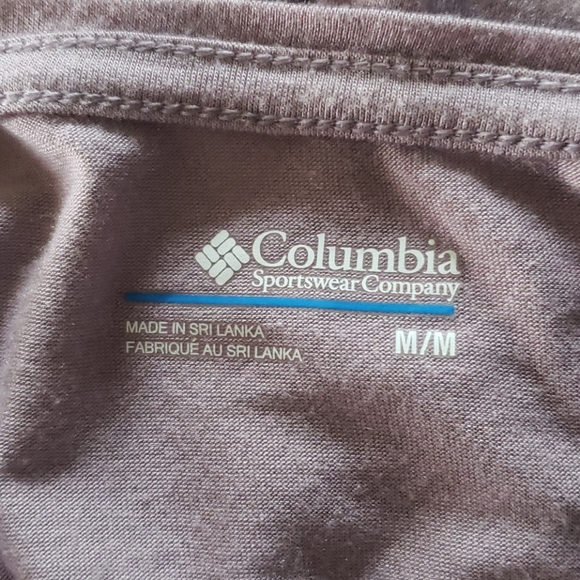 Columbia
Sportswear Company
MADE IN SRI LANKA
FABRIQUÉ AU SRI LANKA
M/M